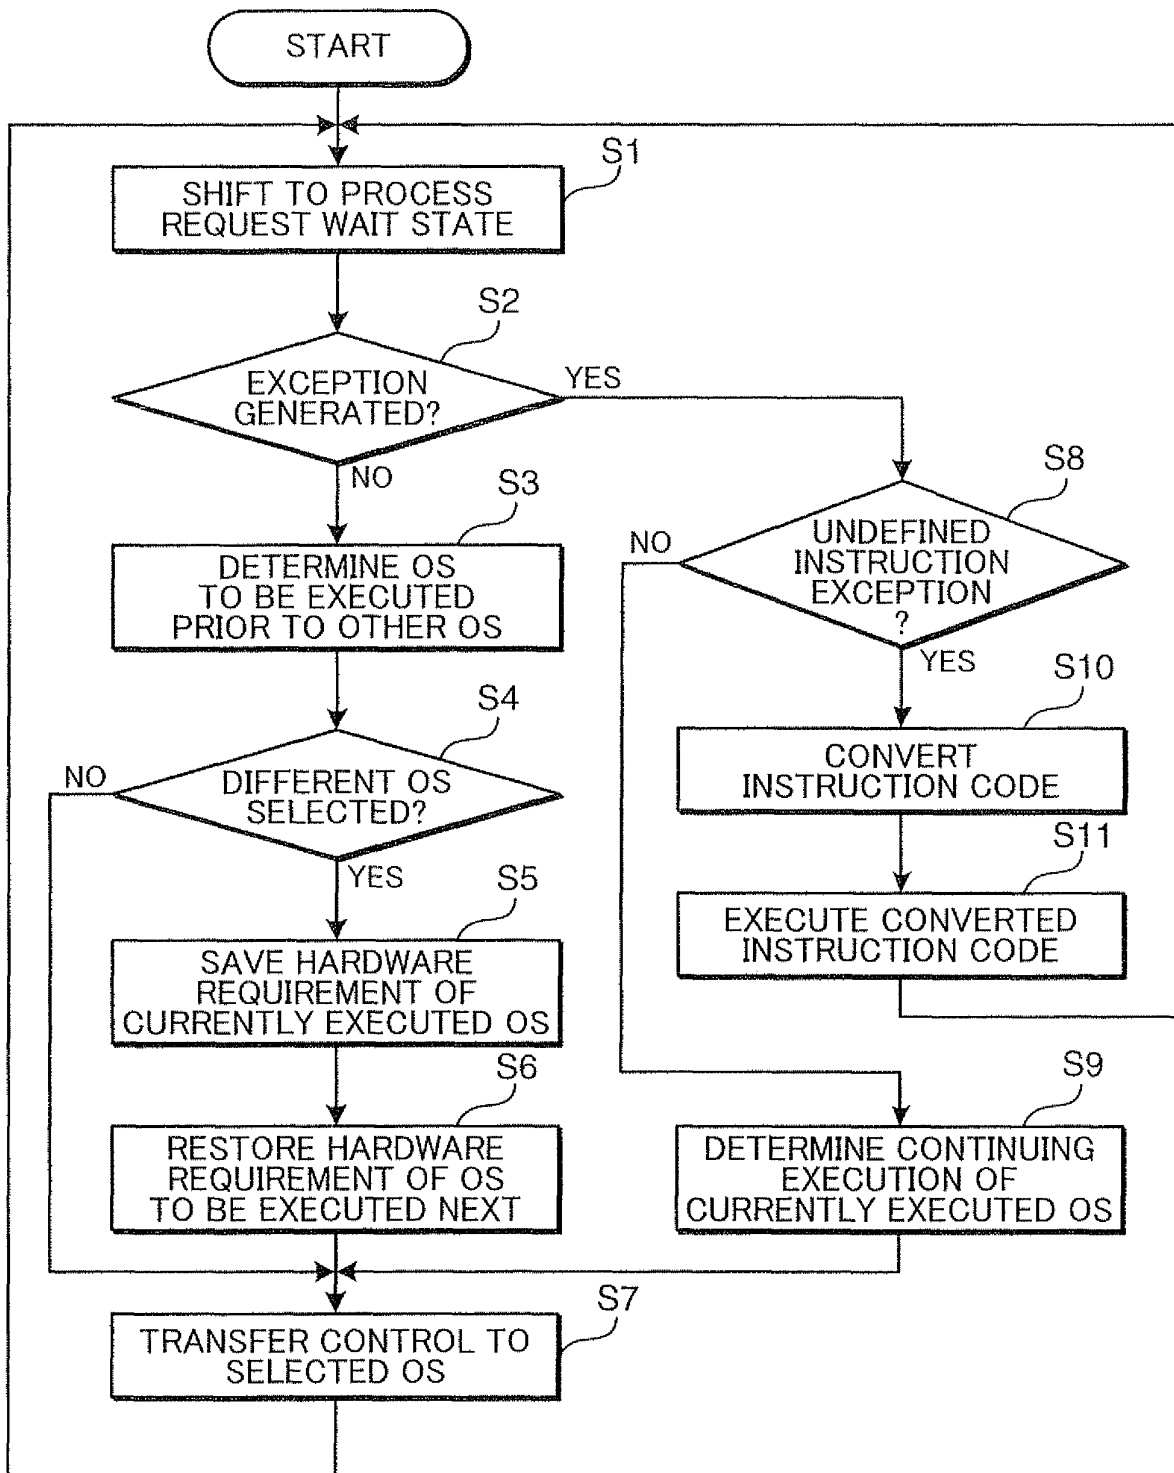 START
S1
SHIFT TO PROCESS
REQUEST WAIT STATE
S2
EXCEPTION
GENERATED?
YES
NO
S3
DETERMINE OS
TO BE EXECUTED
PRIOR TO OTHER OS
S4
NO
DIFFERENT OS
SELECTED?
YES
S5
SAVE HARDWARE
REQUIREMENT OF
CURRENTLY EXECUTED OS
S6
RESTORE HARDWARE
REQUIREMENT OF OS
TO BE EXECUTED NEXT
S7
TRANSFER CONTROL TO
SELECTED OS
S8
NO
UNDEFINED
INSTRUCTION
EXCEPTION
?
YES
S10
CONVERT
INSTRUCTION CODE
S11
EXECUTE CONVERTED
INSTRUCTION CODE
S9
DETERMINE CONTINUING
EXECUTION OF
CURRENTLY EXECUTED OS